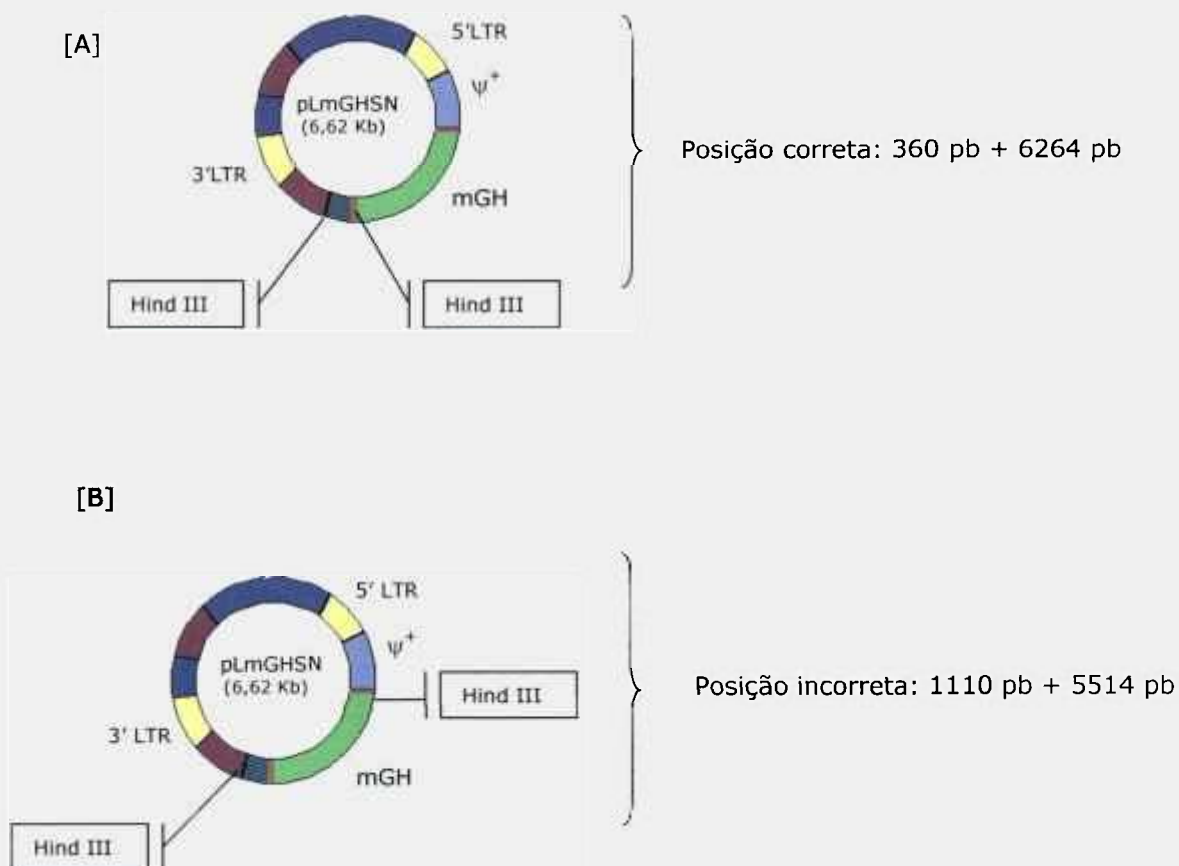 [A]
5'LTR
ψ+
pLmGHSN
(6,62 Kb)
3'LTR
mGH
Hind III
Hind III
Posição correta: 360 pb + 6264 pb
[B]
5' LTR
ψ+
pLmGHSN
(6,62 Kb)
Hind III
3' LTR
mGH
Hind III
Posição incorreta: 1110 pb + 5514 pb